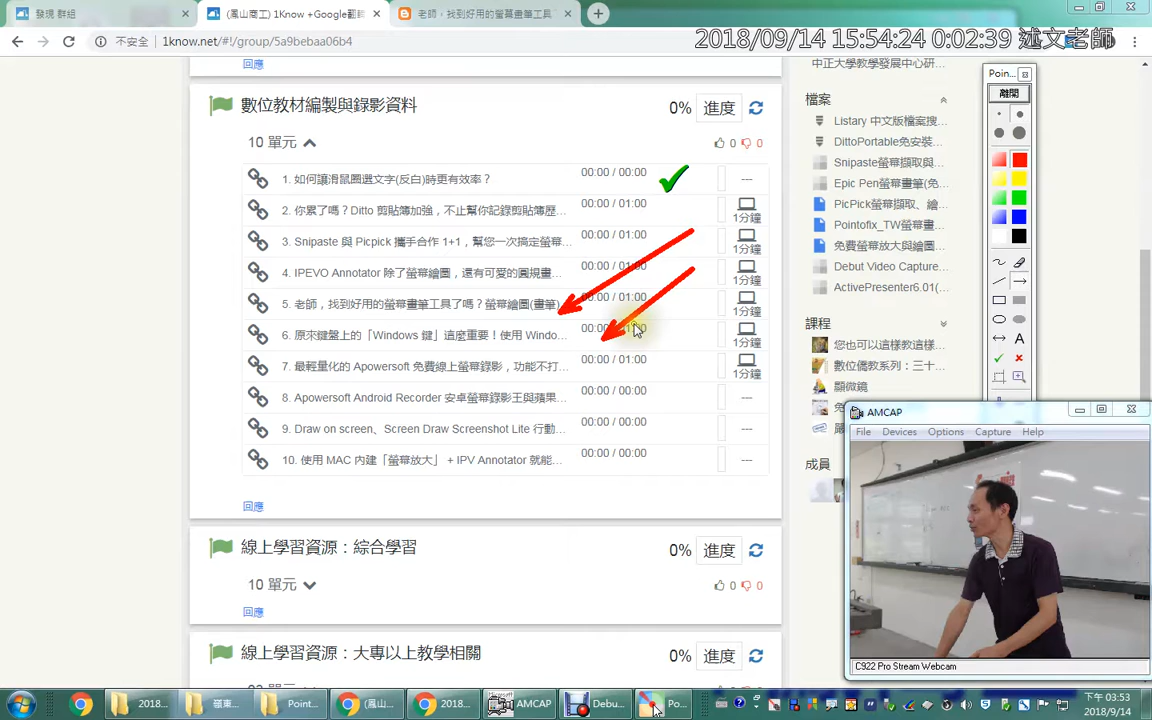 發現 群組
(鳳山商工) 1Know +Google翻
老師，找到好用的螢幕畫筆工具
不安全 1know.net/#!/group/5a9bebaa06b4
2018/09/14 15:54:24 0:02:39 述文老師
回應
中正大學教學發展中心研...
數位教材編製與錄影資料
0% 進度
10 單元
0 0
1. 如何讓滑鼠圈選文字(反白)時更有效率？ 00:00 / 00:00 ---
2. 你累了嗎？Ditto 剪貼簿加強，不止幫你記錄剪貼簿歷... 00:00 / 01:00 1分鐘
3. Snipaste 與 Picpick 攜手合作 1+1，幫您一次搞定螢幕... 00:00 / 01:00 1分鐘
4. IPEVO Annotator 除了螢幕繪圖，還有可愛的圓規畫... 00:00 / 01:00 1分鐘
5. 老師，找到好用的螢幕畫筆工具了嗎？螢幕繪圖(畫筆) 00:00 / 01:00 1分鐘
6. 原來鍵盤上的「Windows 鍵」這麼重要！使用 Windo... 1分鐘
7. 最輕量化的 Apowersoft 免費線上螢幕錄影，功能不打... 00:00 / 01:00 1分鐘
8. Apowersoft Android Recorder 安卓螢幕錄影王與蘋果... 00:00 / 00:00 ---
9. Draw on screen、Screen Draw Screenshot Lite 行動... 00:00 / 00:00
10. 使用 MAC 內建「螢幕放大」 + IPV Annotator 就能... 00:00 / 00:00 ---
回應
線上學習資源：綜合學習
0% 進度
10 單元
0 0
回應
線上學習資源：大專以上教學相關
0% 進度
檔案
Listary 中文版檔案搜...
DittoPortable免安裝...
Snipaste螢幕擷取與...
Epic Pen螢幕畫筆(免...
PicPick螢幕擷取、繪...
Pointofix_TW螢幕畫...
免費螢幕放大與繪圖...
Debut Video Capture...
ActivePresenter6.01(...
課程
您也可以這樣教這樣...
數位僑教系列：三十...
顯微鏡
成員
Poin...
離開
A
AMCAP
File Devices Options Capture Help
C922 Pro Stream Webcam
2018...
嶺東...
Point...
(鳳山...
2018...
AMCAP
Debu...
Po...
下午 03:53
2018/9/14